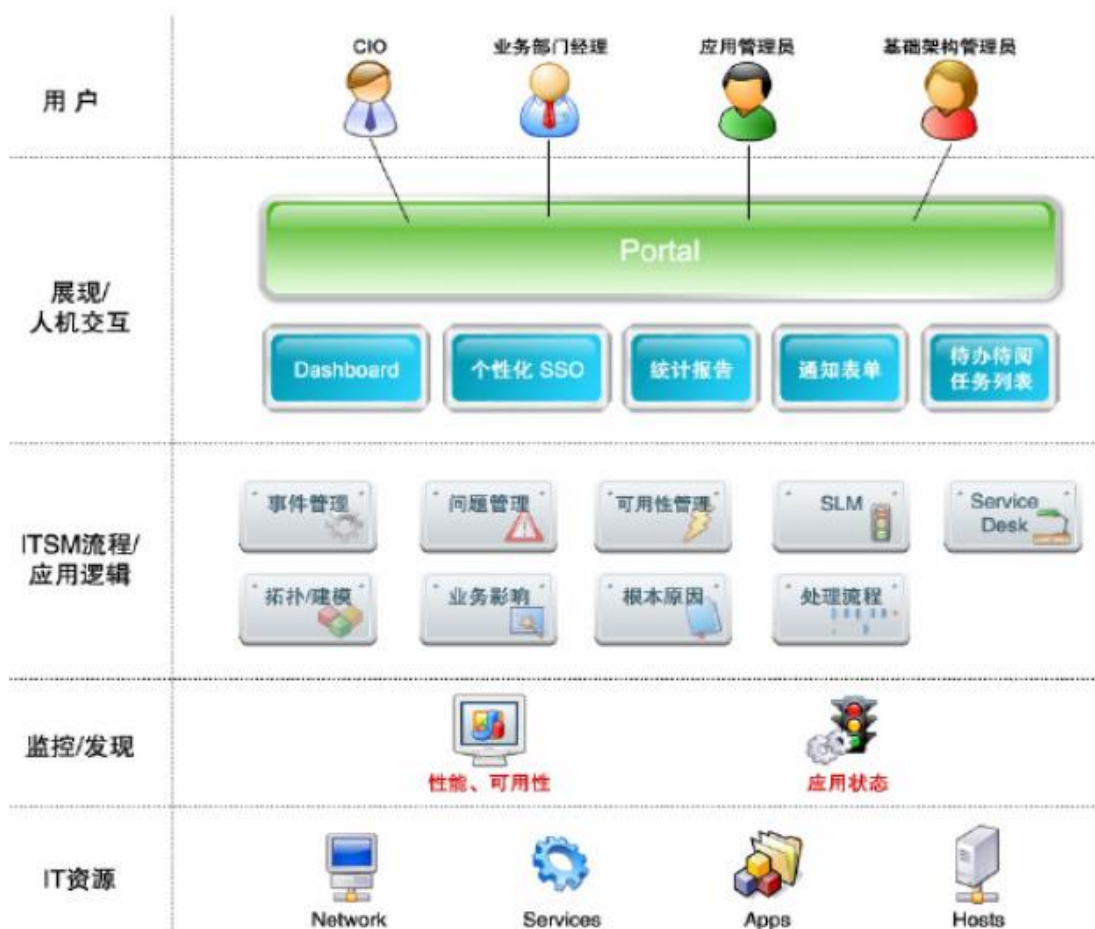 用 户
CIO
业务部门经理
应用管理员
基础架构管理员
展现/
人机交互
Portal
Dashboard
个性化 SSO
统计报告
通知表单
待办待阅
任务列表
ITSM流程/
应用逻辑
事件管理
问题管理
可用性管理
SLM
Service
Desk
拓扑/建模
业务影响
根本原因
处理流程
监控/发现
性能、可用性
应用状态
IT资源
Network
Services
Apps
Hosts